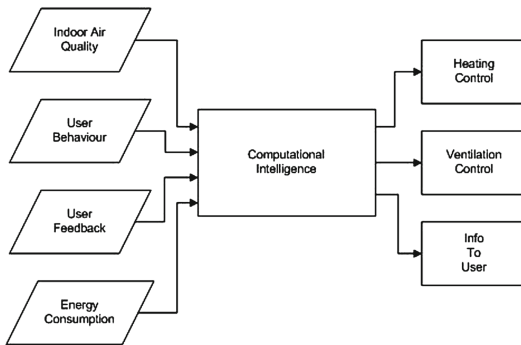 Indoor Air
Quality
User
Behaviour
User
Feedback
Energy
Consumption
Computational
Intelligence
Heating
Control
Ventilation
Control
Info
To
User